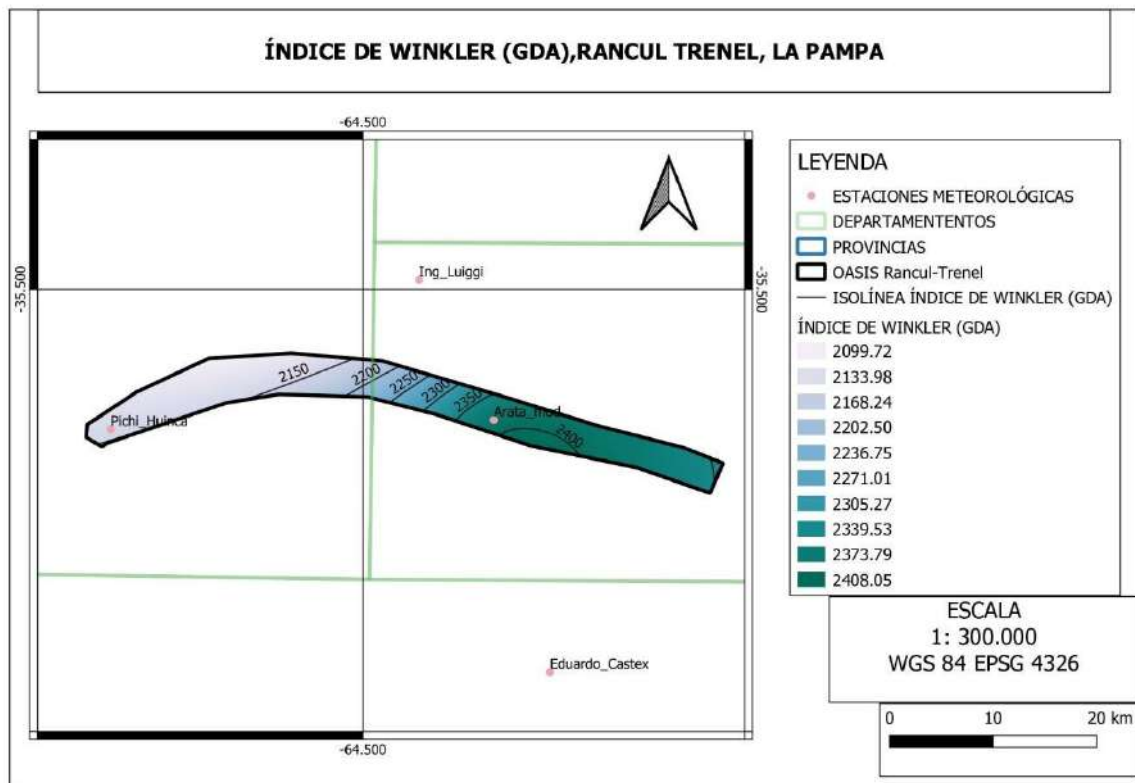 ÍNDICE DE WINKLER (GDA),RANCUL TRENEL, LA PAMPA
-64.500
-35.500
-35.500
Ing_Luiggi
2150
2200
2250
2300
2350
2400
Pichi_Huinca
Arata_mod
Eduardo_Castex
-64.500
LEYENDA
ESTACIONES METEOROLÓGICAS
DEPARTAMENTENTOS
PROVINCIAS
OASIS Rancul-Trenel
ISOLÍNEA ÍNDICE DE WINKLER (GDA)
ÍNDICE DE WINKLER (GDA)
2099.72
2133.98
2168.24
2202.50
2236.75
2271.01
2305.27
2339.53
2373.79
2408.05
ESCALA
1: 300.000
WGS 84 EPSG 4326
0 10 20 km